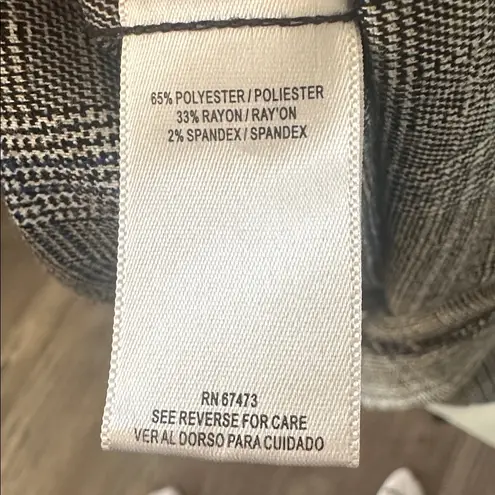 65% POLYESTER / POLIESTER
33% RAYON / RAY'ON
2% SPANDEX / SPANDEX
RN 67473
SEE REVERSE FOR CARE
VER AL DORSO PARA CUIDADO